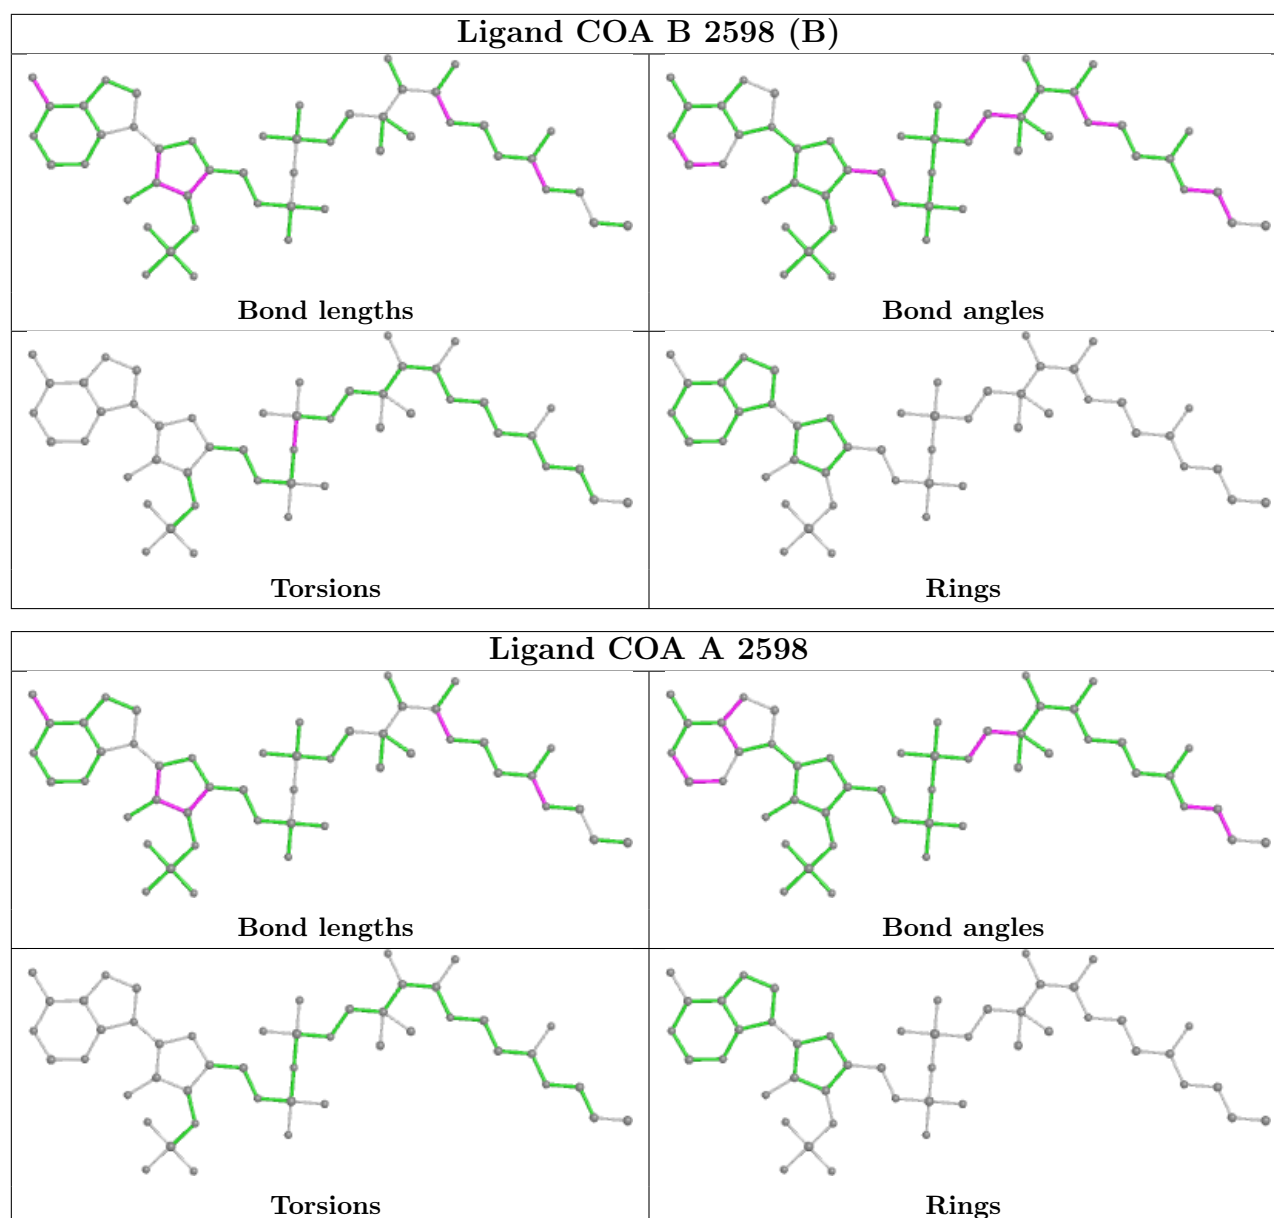 Ligand COA B 2598 (B)
Bond lengths
Bond angles
Torsions
Rings
Ligand COA A 2598
Bond lengths
Bond angles
Torsions
Rings